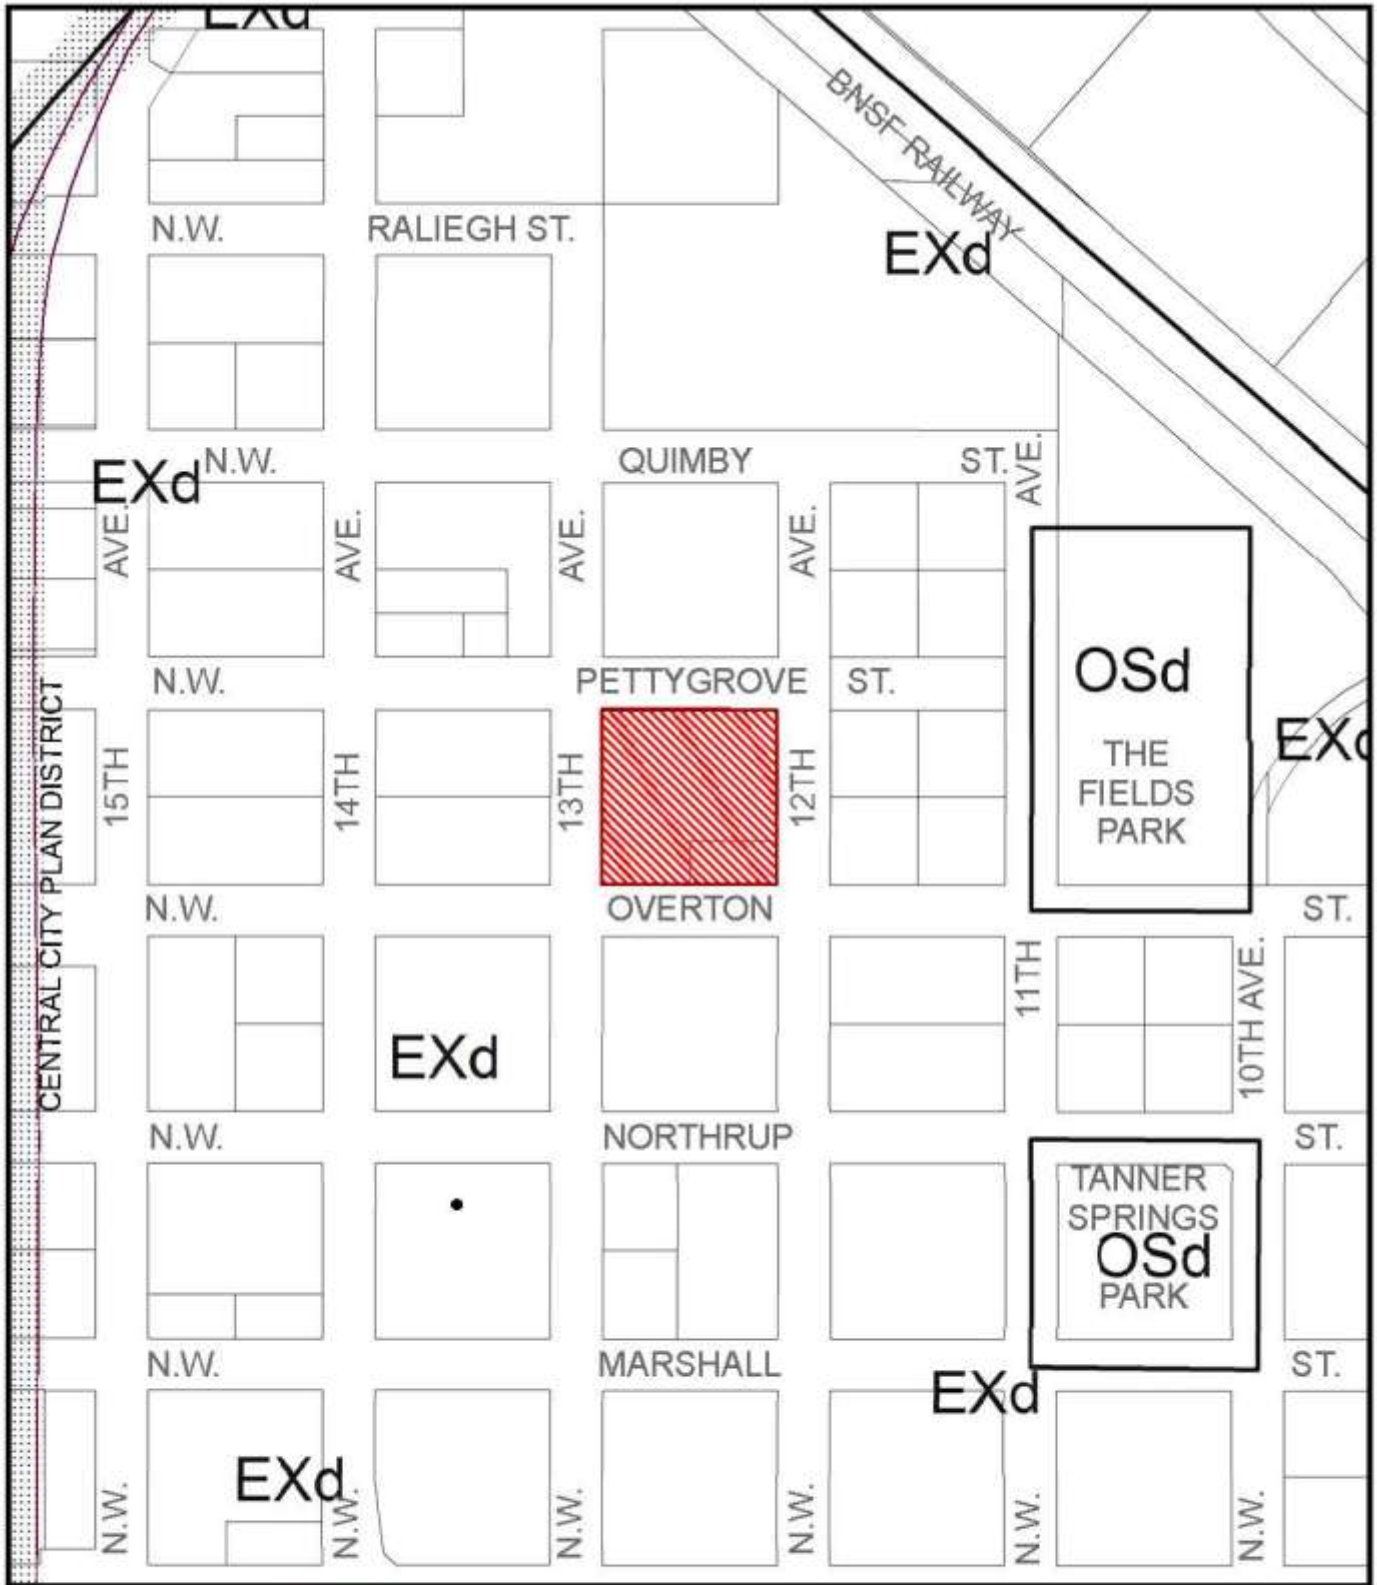 EXd
BNSF RAILWAY
N.W. RALIEGH ST.
EXd
EXd
N.W. QUIMBY ST.
AVE.
AVE.
AVE.
AVE.
AVE.
OSd
THE
FIELDS
PARK
EXd
N.W. PETTYGROVE ST.
CENTRAL CITY PLAN DISTRICT
15TH
14TH
13TH
12TH
N.W. OVERTON ST.
11TH
10TH AVE.
EXd
N.W. NORTHRUP ST.
TANNER
SPRINGS
OSd
PARK
N.W. MARSHALL ST.
EXd
EXd
N.W.
N.W.
N.W.
N.W.
N.W.
N.W.